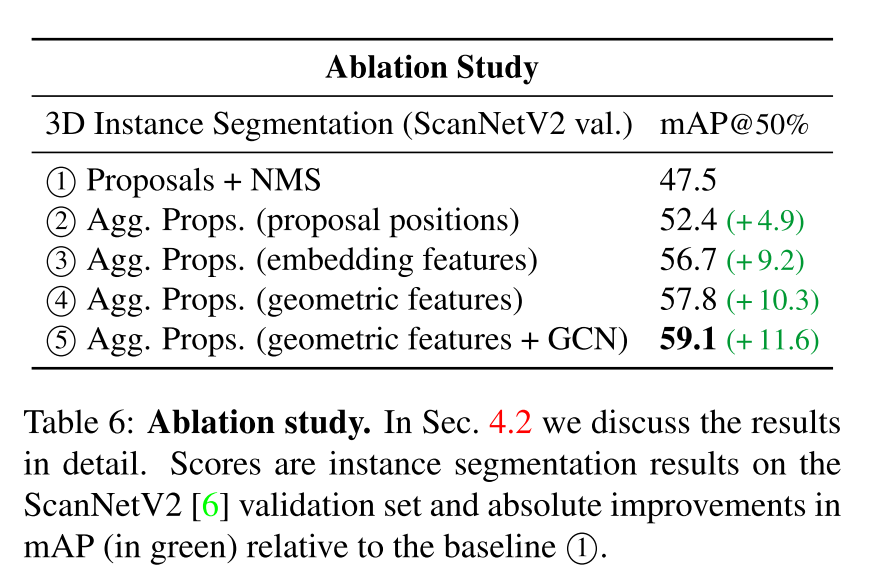 Ablation Study
3D Instance Segmentation (ScanNetV2 val.) mAP@50%
① Proposals + NMS 47.5
② Agg. Props. (proposal positions) 52.4 (+4.9)
③ Agg. Props. (embedding features) 56.7 (+9.2)
④ Agg. Props. (geometric features) 57.8 (+10.3)
⑤ Agg. Props. (geometric features + GCN) 59.1 (+11.6)
Table 6: Ablation study. In Sec. 4.2 we discuss the results
in detail. Scores are instance segmentation results on the
ScanNetV2 [6] validation set and absolute improvements in
mAP (in green) relative to the baseline ①.